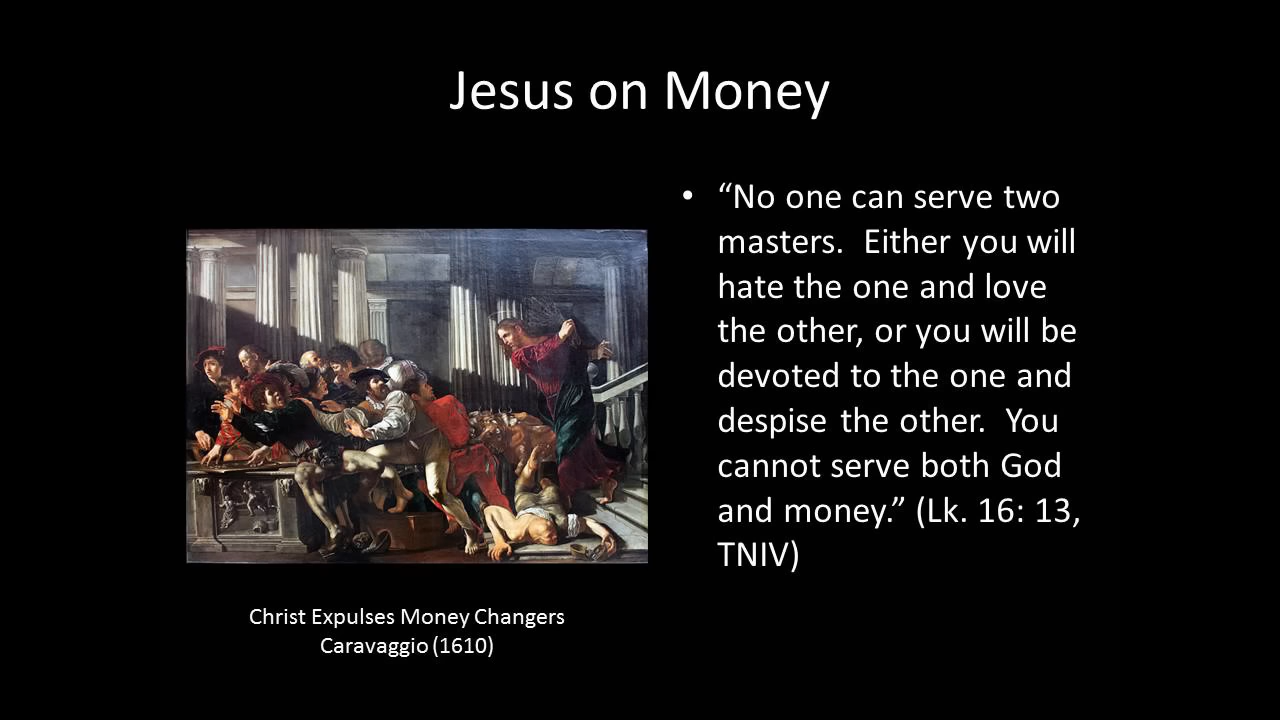 Jesus on Money
• “No one can serve two
masters.  Either you will
hate the one and love
the other, or you will be
devoted to the one and
despise the other.  You
cannot serve both God
and money.” (Lk. 16: 13,
TNIV)
Christ Expulses Money Changers
Caravaggio (1610)